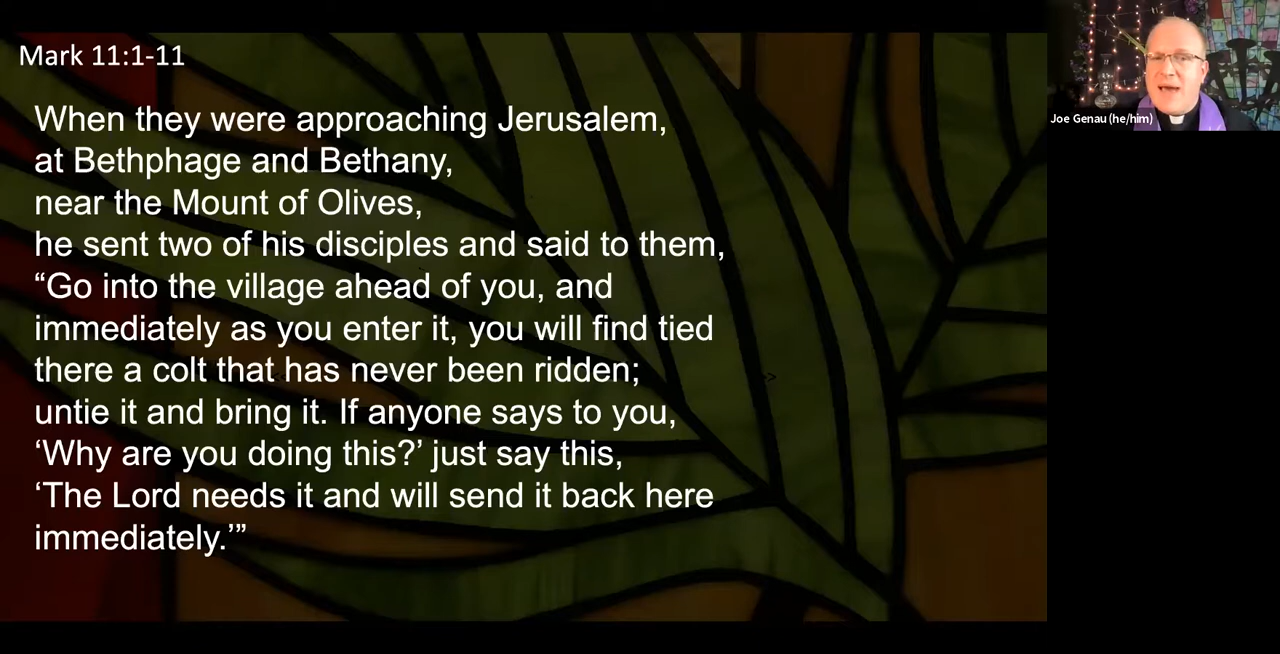 Mark 11:1-11
When they were approaching Jerusalem,
at Bethphage and Bethany,
near the Mount of Olives,
he sent two of his disciples and said to them,
“Go into the village ahead of you, and
immediately as you enter it, you will find tied
there a colt that has never been ridden;
untie it and bring it. If anyone says to you,
‘Why are you doing this?’ just say this,
‘The Lord needs it and will send it back here
immediately.’”
Joe Genau (he/him)